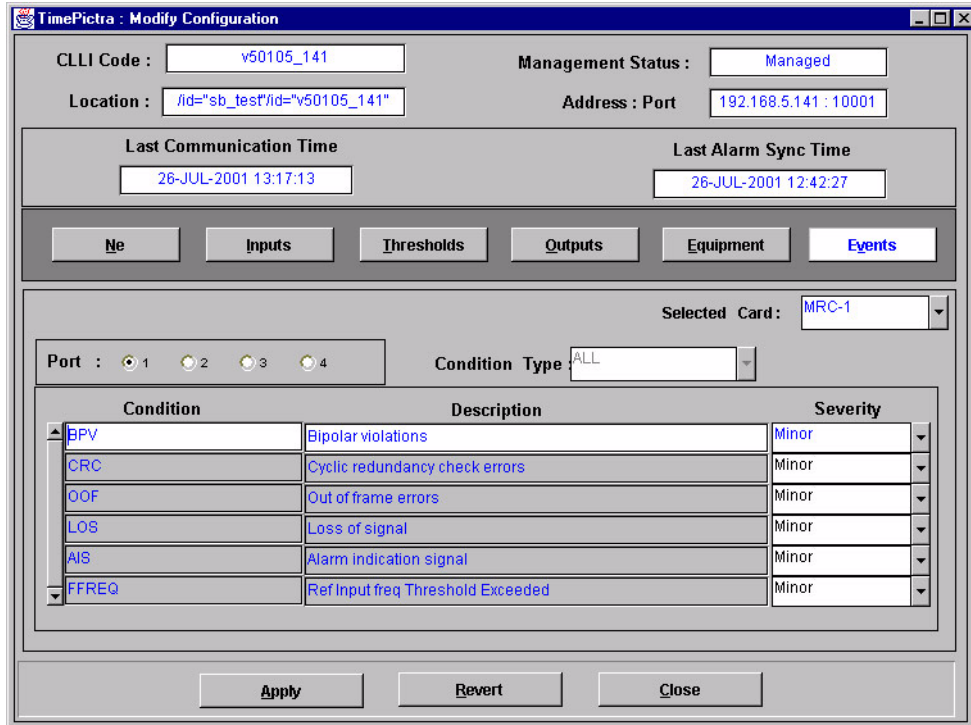 TimePictra : Modify Configuration
CLLI Code : v50105_141 Management Status : Managed
Location : /id="sb_test"/id="v50105_141" Address : Port 192.168.5.141 : 10001
Last Communication Time Last Alarm Sync Time
26-JUL-2001 13:17:13 26-JUL-2001 12:42:27
Ne Inputs Thresholds Outputs Equipment Events
Selected Card : MRC-1
Port : 1 2 3 4 Condition Type : ALL
Condition Description Severity
BPV Bipolar violations Minor
CRC Cyclic redundancy check errors Minor
OOF Out of frame errors Minor
LOS Loss of signal Minor
AIS Alarm indication signal Minor
FFREQ Ref Input freq Threshold Exceeded Minor
Apply Revert Close